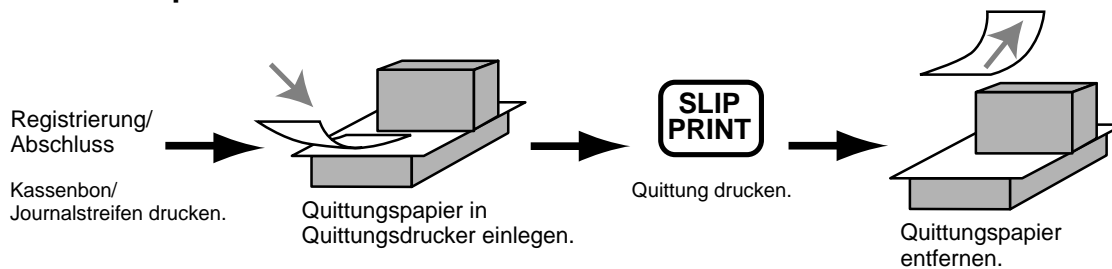 Registrierung/
Abschluss
Kassenbon/
Journalstreifen drucken.
Quittungspapier in
Quittungsdrucker einlegen.
SLIP
PRINT
Quittung drucken.
Quittungspapier
entfernen.